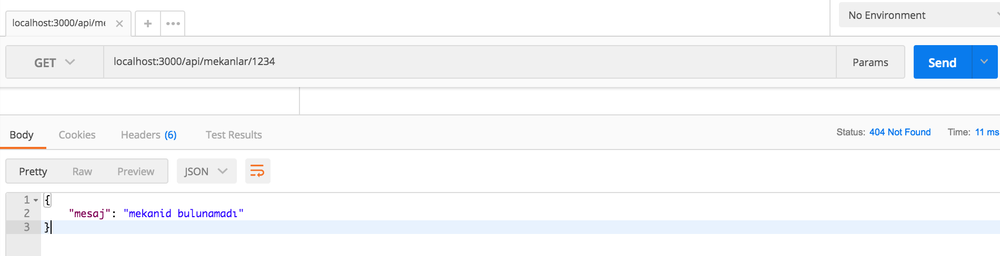 localhost:3000/api/me
No Environment
GET localhost:3000/api/mekanlar/1234 Params Send
Body Cookies Headers (6) Test Results Status: 404 Not Found Time: 11 ms
Pretty Raw Preview JSON
1 {
2 "mesaj": "mekanid bulunamadı"
3 }